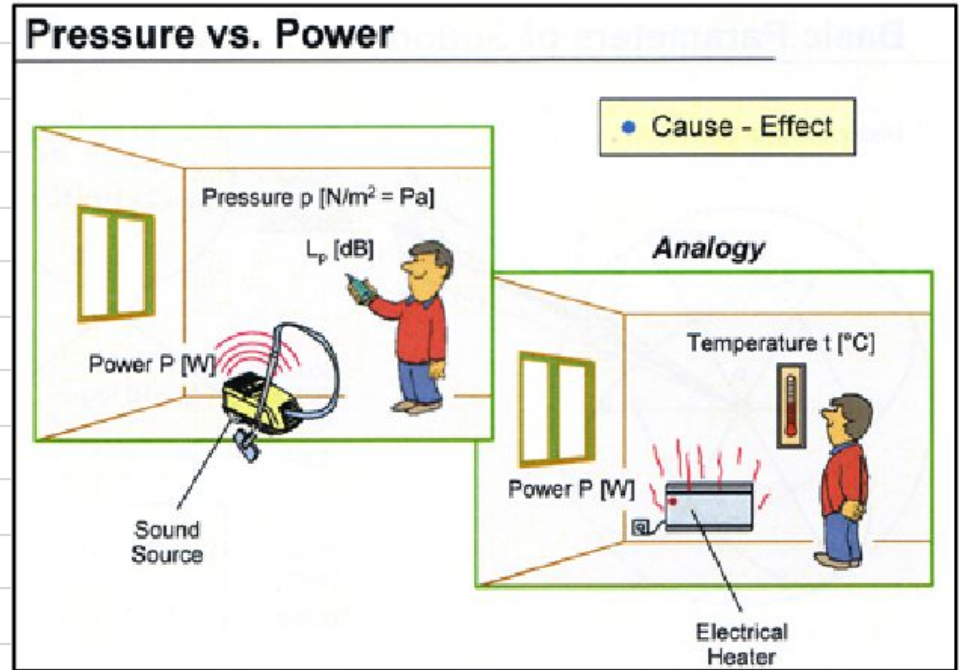 Pressure vs. Power
• Cause - Effect
Pressure p [N/m² = Pa]
Lₚ [dB]
Power P [W]
Sound
Source
Analogy
Temperature t [°C]
Power P [W]
Electrical
Heater